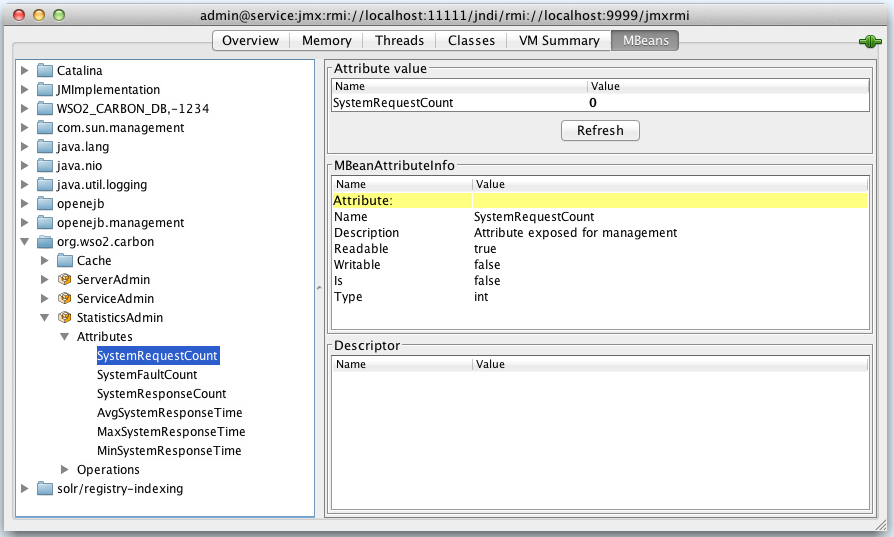 admin@service:jmx:rmi://localhost:11111/jndi/rmi://localhost:9999/jmxrmi
Overview Memory Threads Classes VM Summary MBeans
Catalina
JMImplementation
WSO2_CARBON_DB,-1234
com.sun.management
java.lang
java.nio
java.util.logging
openejb
openejb.management
org.wso2.carbon
Cache
ServerAdmin
ServiceAdmin
StatisticsAdmin
Attributes
SystemRequestCount
SystemFaultCount
SystemResponseCount
AvgSystemResponseTime
MaxSystemResponseTime
MinSystemResponseTime
Operations
solr/registry-indexing
Attribute value
Name Value
SystemRequestCount 0
Refresh
MBeanAttributeInfo
Name Value
Attribute:
Name SystemRequestCount
Description Attribute exposed for management
Readable true
Writable false
Is false
Type int
Descriptor
Name Value